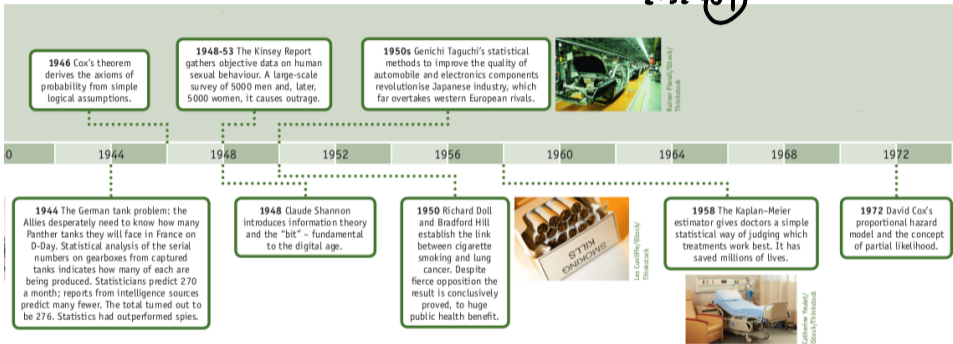 1946 Cox's theorem
derives the axioms of
probability from simple
logical assumptions.
1948-53 The Kinsey Report
gathers objective data on human
sexual behaviour. A large-scale
survey of 5000 men and, later,
5000 women, it causes outrage.
1950s Genichi Taguchi's statistical
methods to improve the quality of
automobile and electronics components
revolutionise Japanese industry, which
far overtakes western European rivals.
Thinkstock
0
1944
1948
1952
1956
1960
1964
1968
1972
1944 The German tank problem: the
Allies desperately need to know how many
Panther tanks they will face in France on
D-Day. Statistical analysis of the serial
numbers on gearboxes from captured
tanks indicates how many of each are
being produced. Statisticians predict 270
a month; reports from intelligence sources
predict many fewer. The total turned out to
be 276. Statistics had outperformed spies.
1948 Claude Shannon
introduces information theory
and the "bit" – fundamental
to the digital age.
1950 Richard Doll
and Bradford Hill
establish the link
between cigarette
smoking and lung
cancer. Despite
fierce opposition the
result is conclusively
proved, to huge
public health benefit.
SMOKING
KILLS
Les Cunliffe/iStock/
Thinkstock
1958 The Kaplan–Meier
estimator gives doctors a simple
statistical way of judging which
treatments work best. It has
saved millions of lives.
Catherine Yeulet/
iStock/Thinkstock
1972 David Cox's
proportional hazard
model and the concept
of partial likelihood.